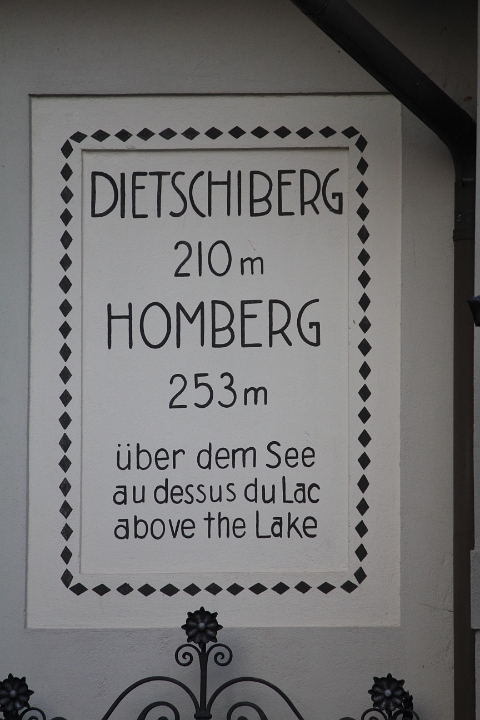 DIETSCHIBERG
210 m
HOMBERG
253 m
über dem See
au dessus du Lac
above the Lake